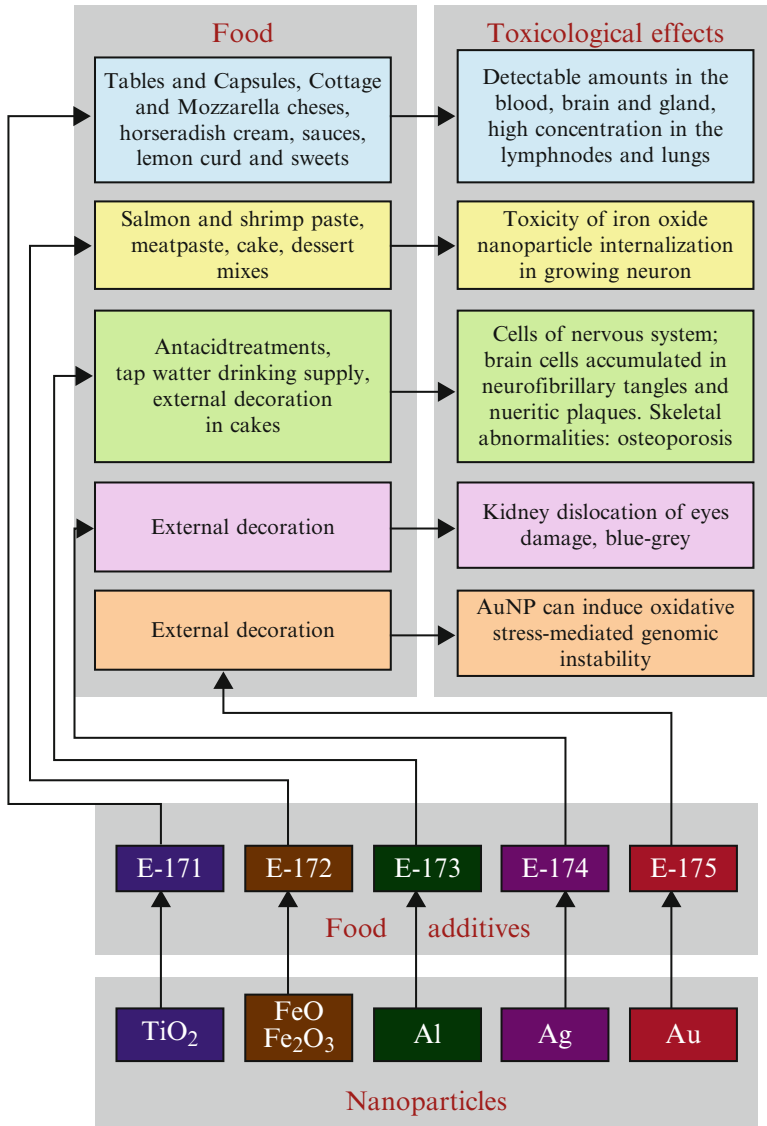 Food
Toxicological effects
Tables and Capsules, Cottage
and Mozzarella cheses,
horseradish cream, sauces,
lemon curd and sweets
Detectable amounts in the
blood, brain and gland,
high concentration in the
lymphnodes and lungs
Salmon and shrimp paste,
meatpaste, cake, dessert
mixes
Toxicity of iron oxide
nanoparticle internalization
in growing neuron
Antacidtreatments,
tap watter drinking supply,
external decoration
in cakes
Cells of nervous system;
brain cells accumulated in
neurofibrillary tangles and
nueritic plaques. Skeletal
abnormalities: osteoporosis
External decoration
Kidney dislocation of eyes
damage, blue-grey
External decoration
AuNP can induce oxidative
stress-mediated genomic
instability
E-171
E-172
E-173
E-174
E-175
Food additives
TiO₂
FeO
Fe₂O₃
Al
Ag
Au
Nanoparticles